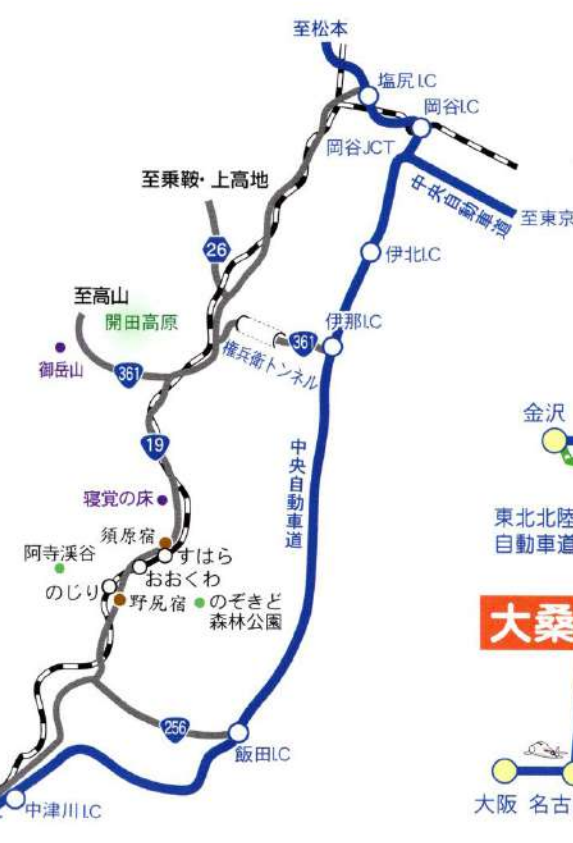 至松本
塩尻I.C
岡谷I.C
岡谷JCT
中央自動車道
至東京
至乗鞍・上高地
26
伊北I.C
至高山
開田高原
伊那I.C
361
権兵衛トンネル
御岳山
361
19
中央自動車道
金沢
寝覚の床
東北北陸
自動車道
須原宿
すはら
阿寺渓谷
おおくわ
のじり
野尻宿
のぞきど
森林公園
大桑
256
飯田I.C
大阪
名古
中津川I.C